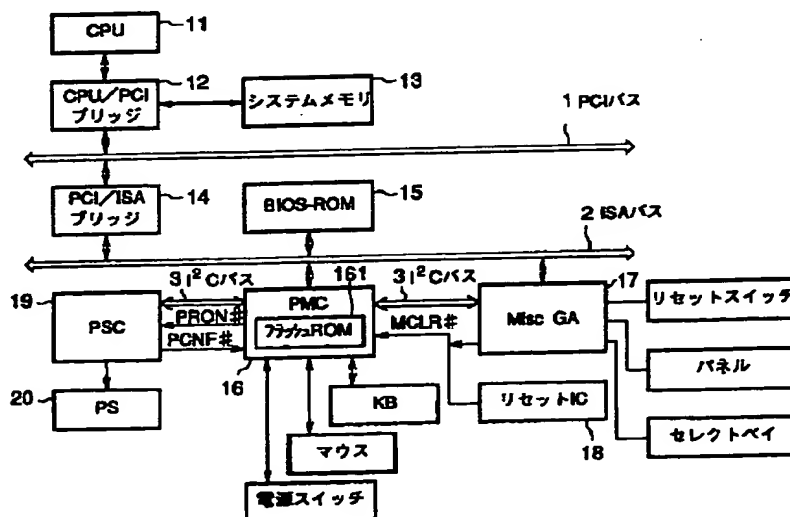 CPU
11
12
CPU/PCI
ブリッジ
13
システムメモリ
1 PCIバス
PCI/ISA
ブリッジ
14
BIOS-ROM
15
2 ISAバス
3 I²Cバス
161
3 I²Cバス
17
19
PSC
PRON#
PCNF#
PMC
フラッシュROM
MCLR#
Misc GA
リセットスイッチ
16
パネル
20
PS
KB
リセットIC
18
マウス
セレクトベイ
電源スイッチ